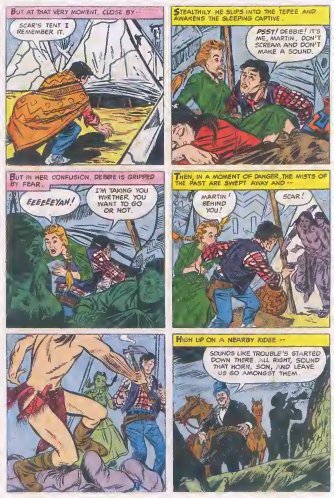 BUT AT THAT VERY MOMENT, CLOSE BY--
SCAR'S TENT I
REMEMBER IT.
STEALTHILY HE SLIPS INTO THE TEPEE AND
AWAKENS THE SLEEPING CAPTIVE.
PSST! DEBBIE! IT'S
ME, MARTIN. DON'T
SCREAM AND DON'T
MAKE A SOUND.
BUT IN HER CONFUSION, DEBBIE IS GRIPPED
BY FEAR.
EEEEEEYAH!
I'M TAKING YOU
WHETHER YOU
WANT TO GO
OR NOT.
THEN, IN A MOMENT OF DANGER, THE MISTS OF
THE PAST ARE SWEPT AWAY AND--
MARTIN!
BEHIND
YOU!
SCAR!
HIGH UP ON A NEARBY RIDGE--
SOUNDS LIKE TROUBLE'S STARTED
DOWN THERE. ALL RIGHT, SOUND
THAT HORN, SON, AND LEAVE
US GO AMONGST THEM.